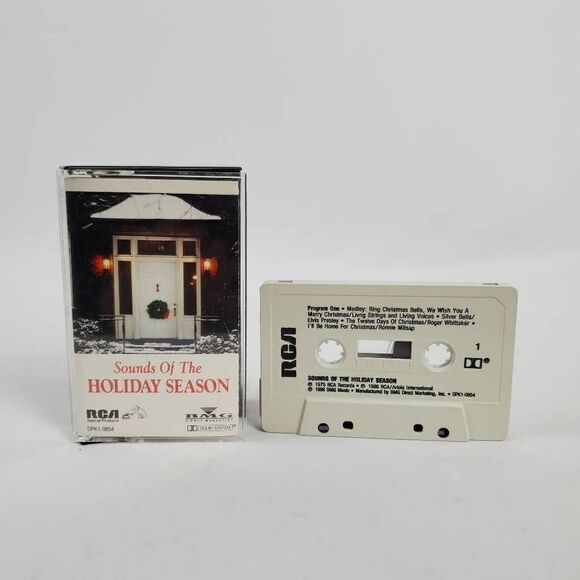 Sounds Of The
HOLIDAY SEASON
RCA
Special Products
BMG
DIRECT MARKETING
DOLBY SYSTEM
DPK1-0854
RCA
Program One • Medley: Ring Christmas Bells, We Wish You A
Merry Christmas/Living Strings and Living Voices • Silver Bells/
Elvis Presley • The Twelve Days Of Christmas/Roger Whittaker •
I'll Be Home For Christmas/Ronnie Milsap
1
SOUNDS OF THE HOLIDAY SEASON
℗ 1975 RCA Records • ℗ 1986 RCA/Ariola International
℗ 1988 BMG Music • Manufactured by BMG Direct Marketing, Inc. • DPK1-0854